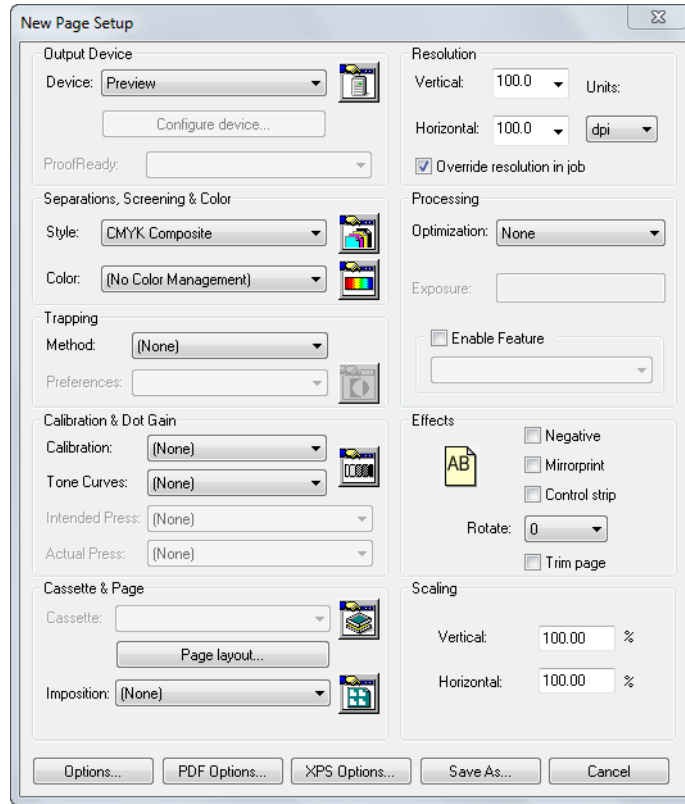 New Page Setup
Output Device
Device: Preview
Configure device...
ProofReady:
Separations, Screening & Color
Style: CMYK Composite
Color: (No Color Management)
Trapping
Method: (None)
Preferences:
Calibration & Dot Gain
Calibration: (None)
Tone Curves: (None)
Intended Press: (None)
Actual Press: (None)
Cassette & Page
Cassette:
Page layout...
Imposition: (None)
Resolution
Vertical: 100.0 Units:
Horizontal: 100.0 dpi
Override resolution in job
Processing
Optimization: None
Exposure:
Enable Feature
Effects
AB
Negative
Mirrorprint
Control strip
Rotate: 0
Trim page
Scaling
Vertical: 100.00 %
Horizontal: 100.00 %
Options... PDF Options... XPS Options... Save As... Cancel